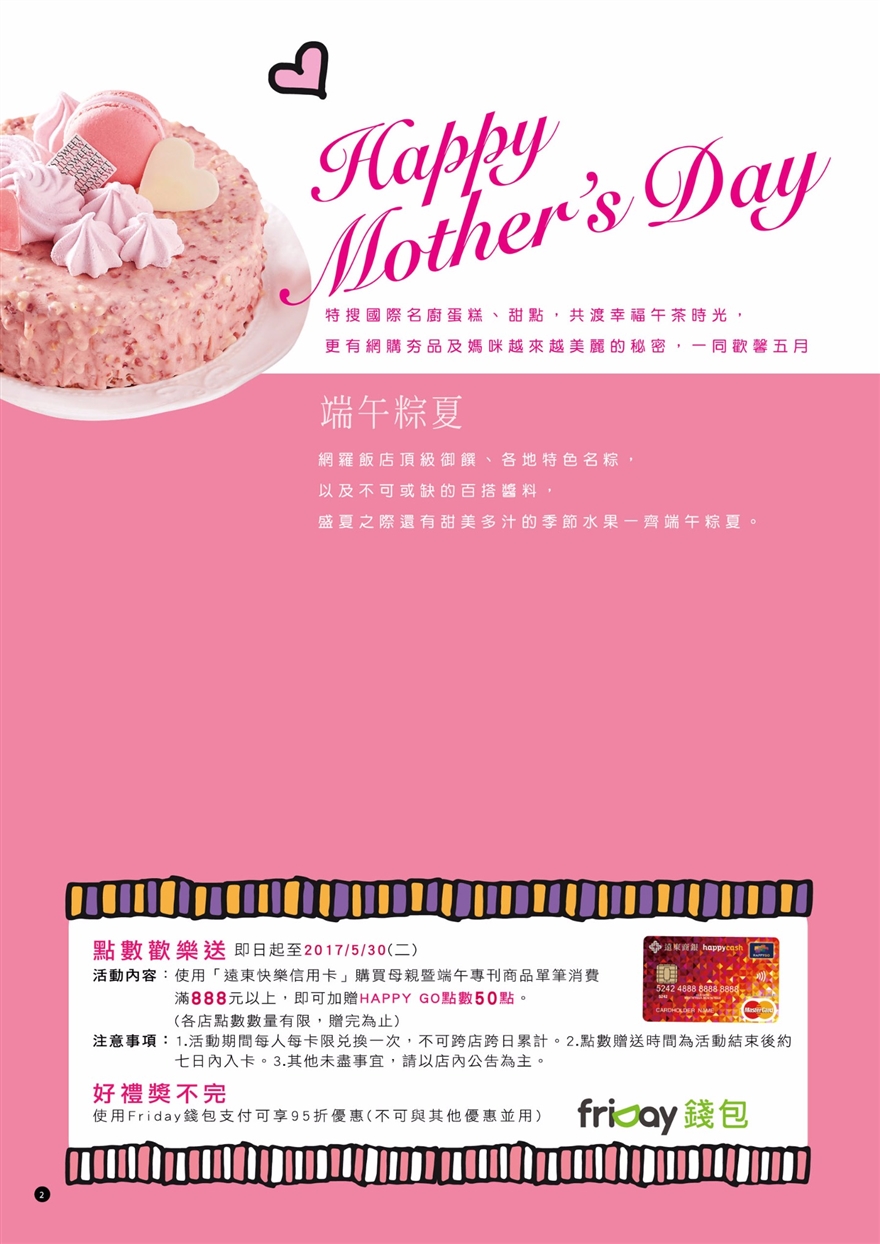 Happy
Mother's Day
特搜國際名廚蛋糕、甜點，共渡幸福午茶時光，
更有網購夯品及媽咪越來越美麗的秘密，一同歡馨五月
端午粽夏
網羅飯店頂級御饌、各地特色名粽，
以及不可或缺的百搭醬料，
盛夏之際還有甜美多汁的季節水果一齊端午粽夏。
點數歡樂送 即日起至2017/5/30(二)
活動內容：使用「遠東快樂信用卡」購買母親暨端午專刊商品單筆消費
滿888元以上，即可加贈HAPPY GO點數50點。
(各店點數數量有限，贈完為止)
注意事項：1.活動期間每人每卡限兌換一次，不可跨店跨日累計。2.點數贈送時間為活動結束後約
七日內入卡。3.其他未盡事宜，請以店內公告為主。
遠東商銀 happycash
5242 4888 8888 8888
CARDHOLDER NAME
MasterCard
好禮獎不完
使用Friday錢包支付可享95折優惠(不可與其他優惠並用)
friday 錢包
2